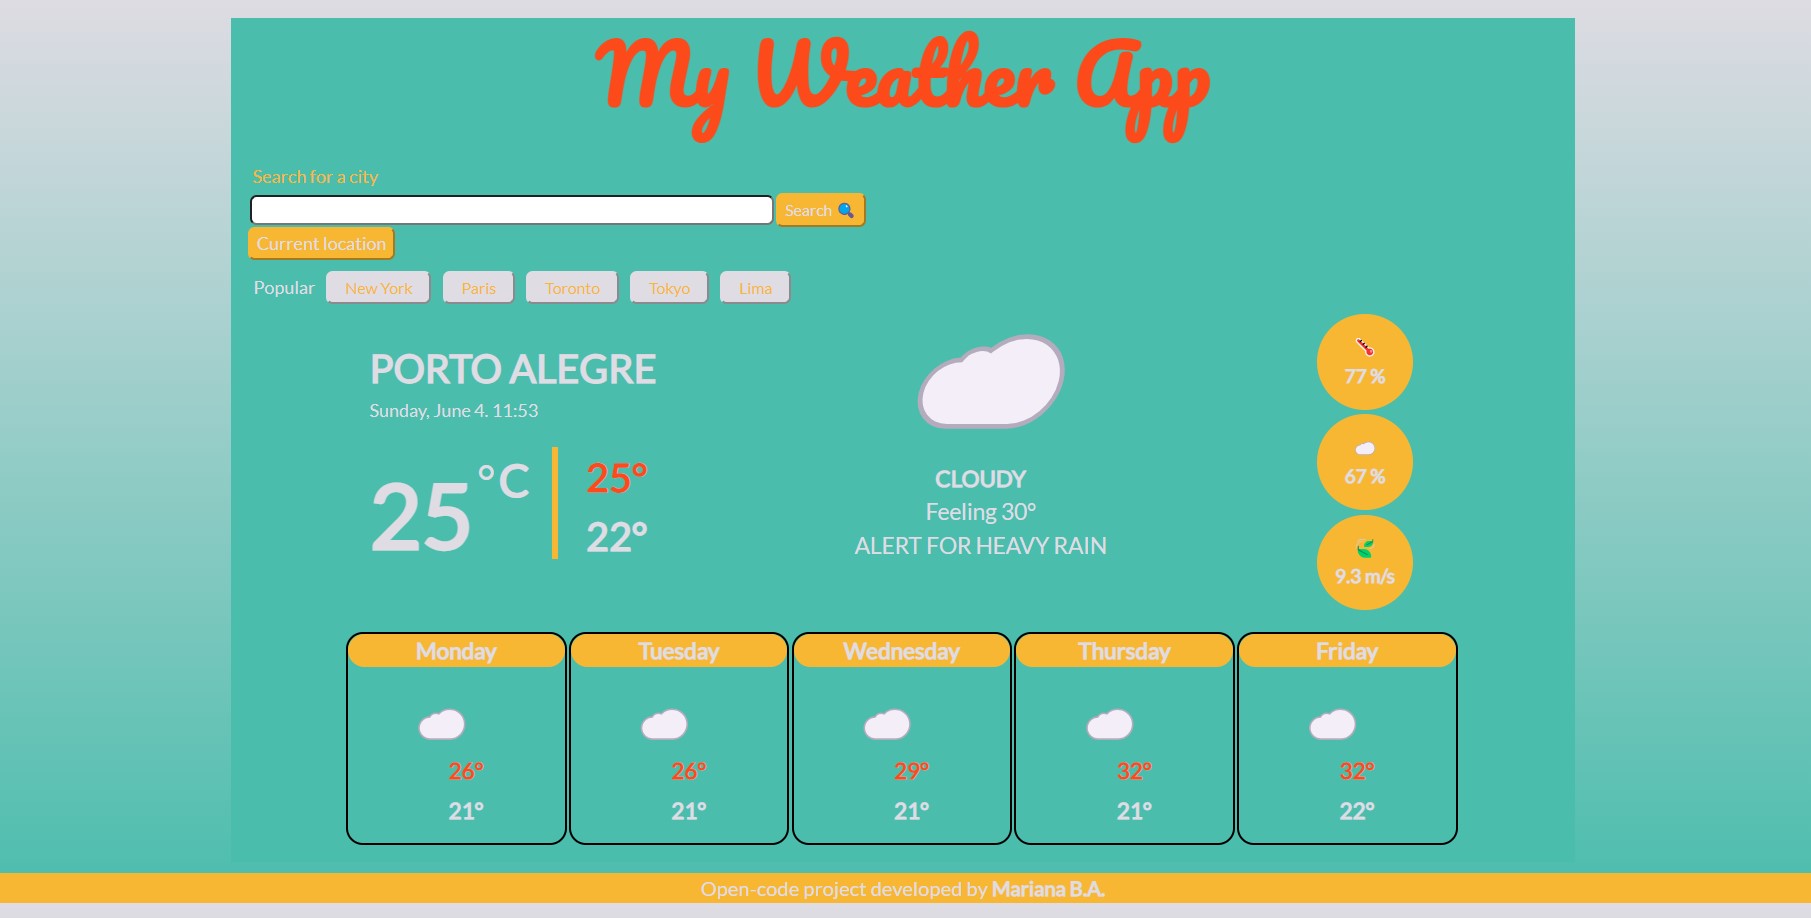 My Weather App
Search for a city
Search
Current location
Popular New York Paris Toronto Tokyo Lima
PORTO ALEGRE
Sunday, June 4. 11:53
25 °C
25°
22°
CLOUDY
Feeling 30°
ALERT FOR HEAVY RAIN
77 %
67 %
9.3 m/s
Monday
26°
21°
Tuesday
26°
21°
Wednesday
29°
21°
Thursday
32°
21°
Friday
32°
22°
Open-code project developed by Mariana B.A.